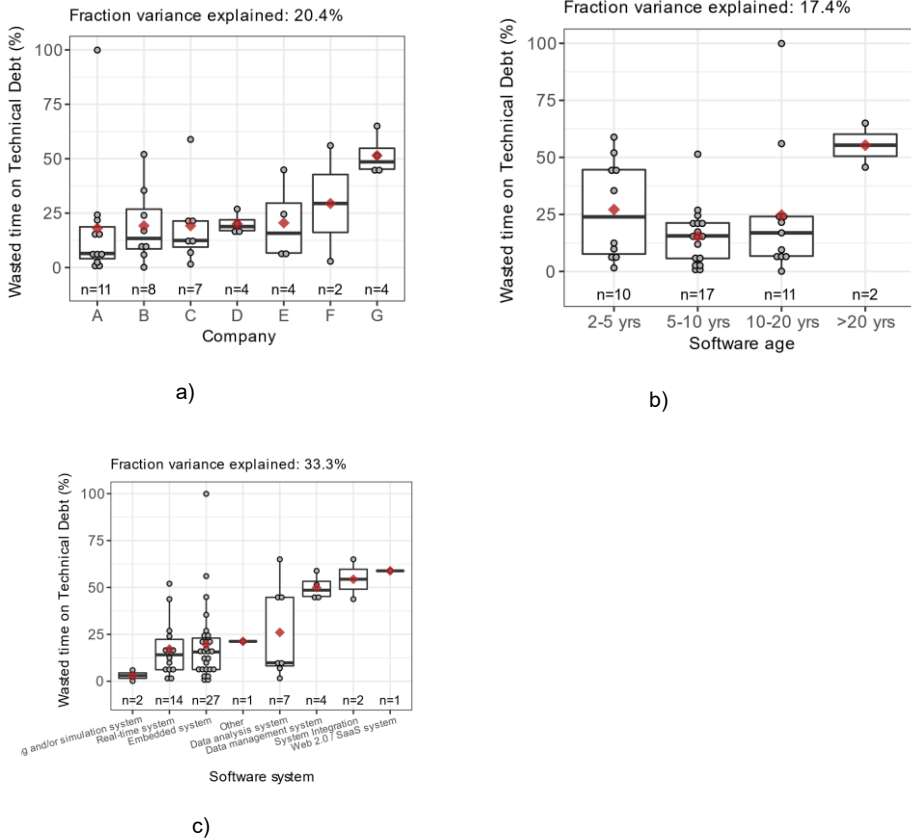 Fraction variance explained: 20.4%
Wasted time on Technical Debt (%)
100
75
50
25
0
n=11 n=8 n=7 n=4 n=4 n=2 n=4
A B C D E F G
Company
a)
Fraction variance explained: 17.4%
Wasted time on Technical Debt (%)
100
75
50
25
0
n=10 n=17 n=11 n=2
2-5 yrs 5-10 yrs 10-20 yrs >20 yrs
Software age
b)
Fraction variance explained: 33.3%
Wasted time on Technical Debt (%)
100
75
50
25
0
n=2 n=14 n=27 n=1 n=7 n=4 n=2 n=1
g and/or simulation system
Real-time system
Embedded system
Other
Data analysis system
Data management system
System Integration
Web 2.0 / SaaS system
Software system
c)